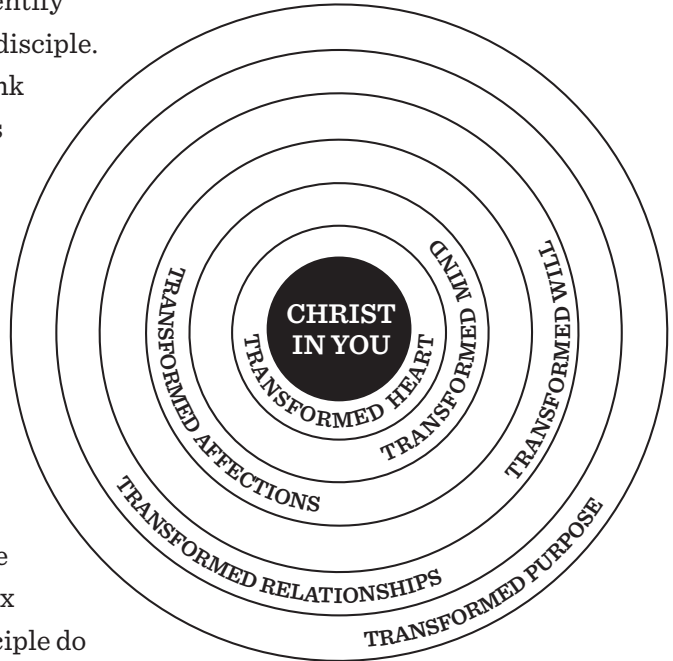 entify
disciple.
nk
s
CHRIST
IN YOU
TRANSFORMED HEART
TRANSFORMED MIND
TRANSFORMED AFFECTIONS
TRANSFORMED WILL
TRANSFORMED RELATIONSHIPS
TRANSFORMED PURPOSE
e
x
ciple do